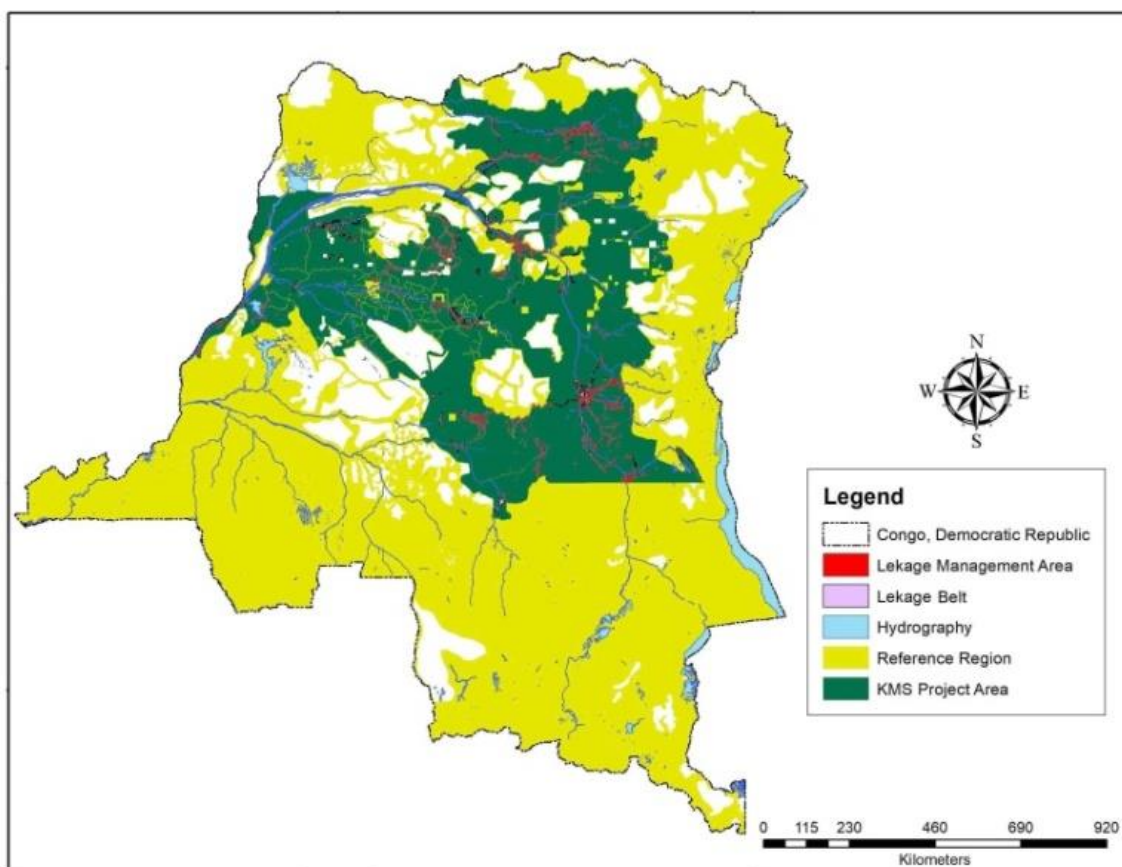 N
W E
S
Legend
Congo, Democratic Republic
Lekage Management Area
Lekage Belt
Hydrography
Reference Region
KMS Project Area
0 115 230 460 690 920
Kilometers